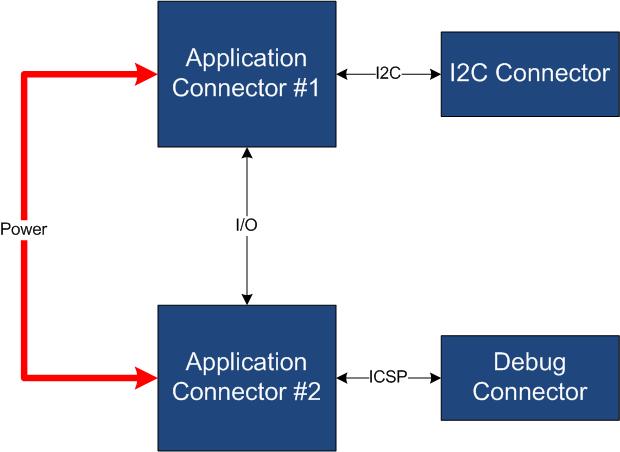 Application
Connector #1
I2C
I2C Connector
Power
I/O
Application
Connector #2
ICSP
Debug
Connector